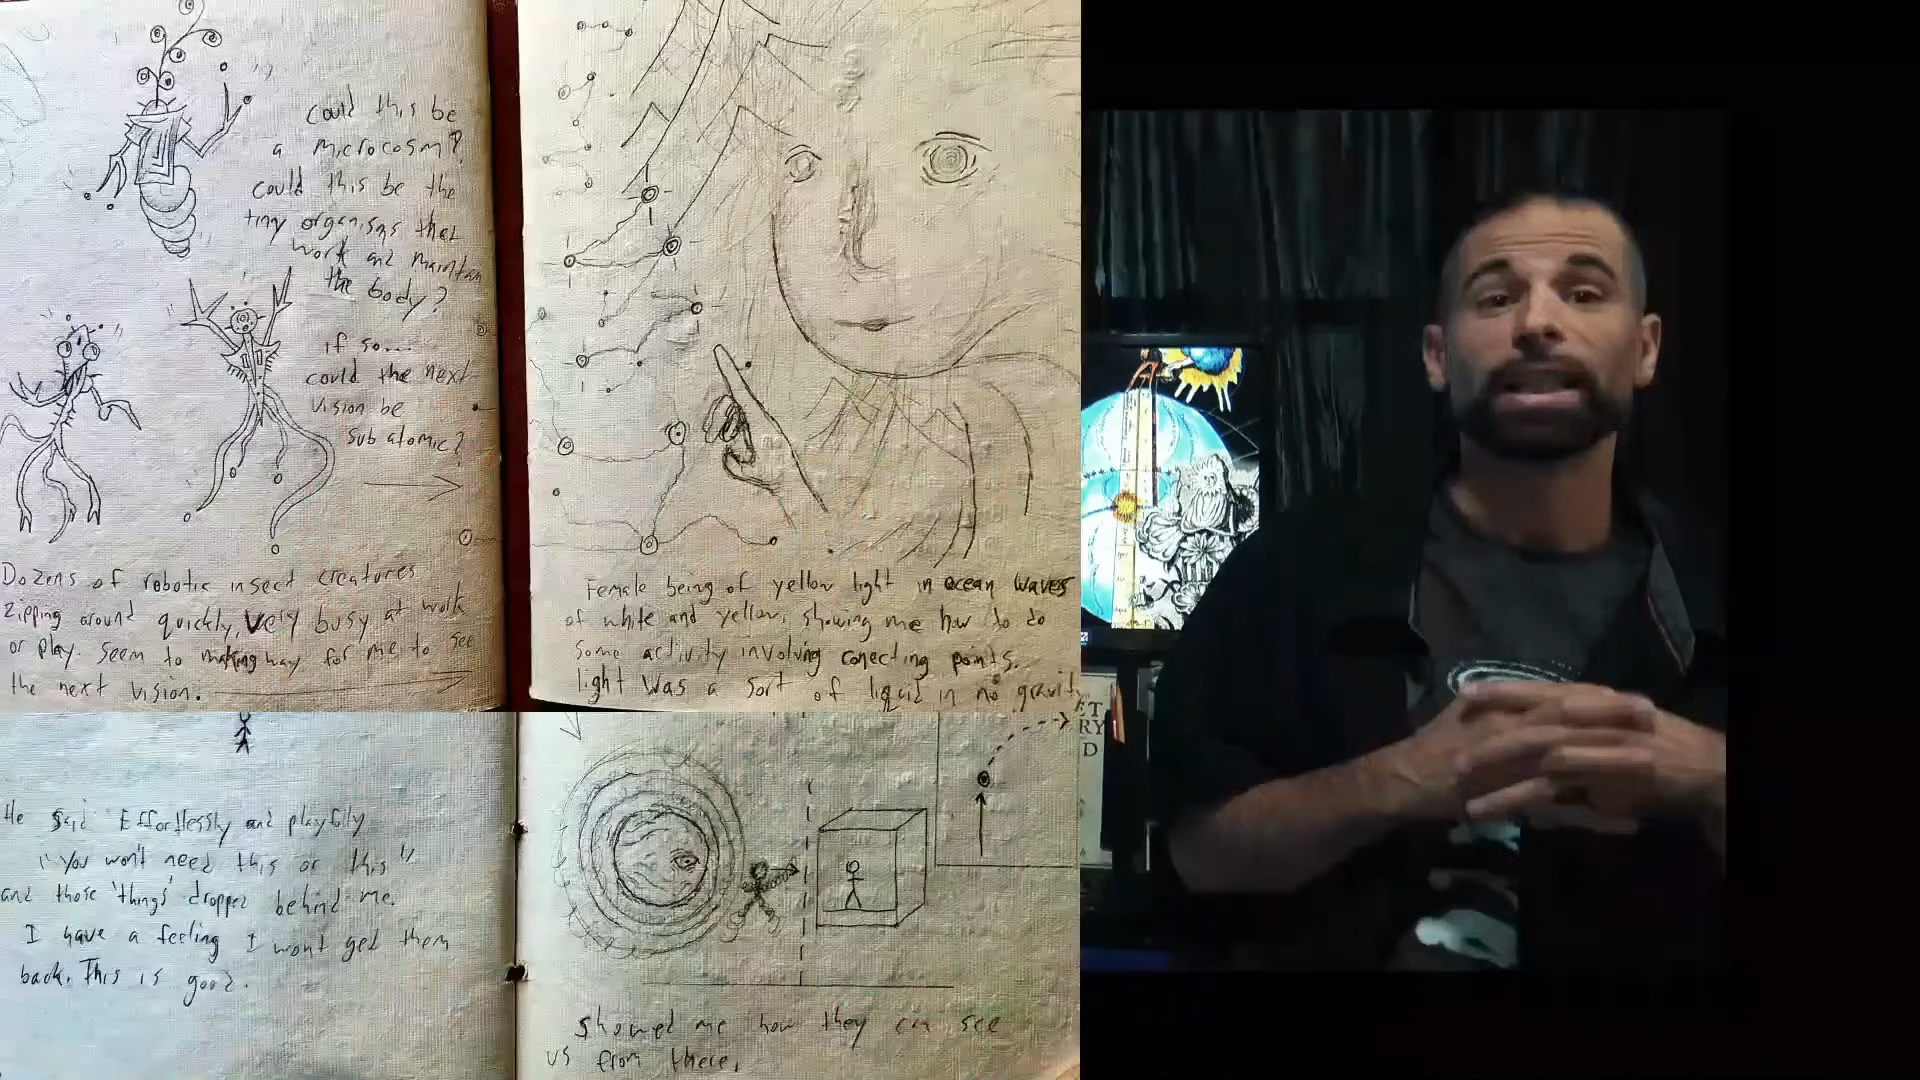 could this be
a microcosm?
could this be the
tiny organisms that
work and maintain
the body?
if so...
could the next
vision be
sub atomic?
Dozens of robotic insect creatures
zipping around quickly, very busy at work
or play. seem to making way for me to see
the next vision.
Female being of yellow light in ocean waves
of white and yellow, showing me how to do
some activity involving conecting points.
light was a sort of liquid in no gravity
He said Effortlessly and playfully
"You won't need this or this"
and those 'things' dropped behind me.
I have a feeling I wont get them
back. This is good.
showed me how they can see
us from there.
ET
RY
D